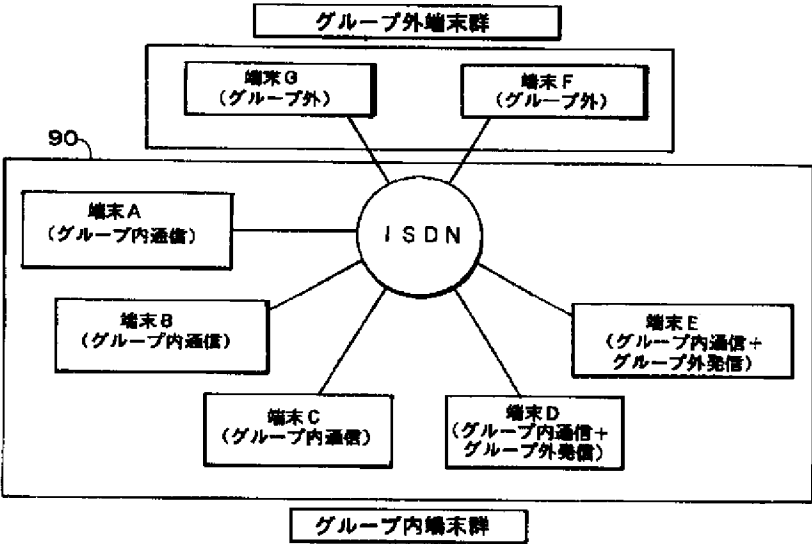 グループ外端末群
端末G
(グループ外)
端末F
(グループ外)
90
端末A
(グループ内通信)
ISDN
端末B
(グループ内通信)
端末E
(グループ内通信+
グループ外発信)
端末C
(グループ内通信)
端末D
(グループ内通信+
グループ外発信)
グループ内端末群